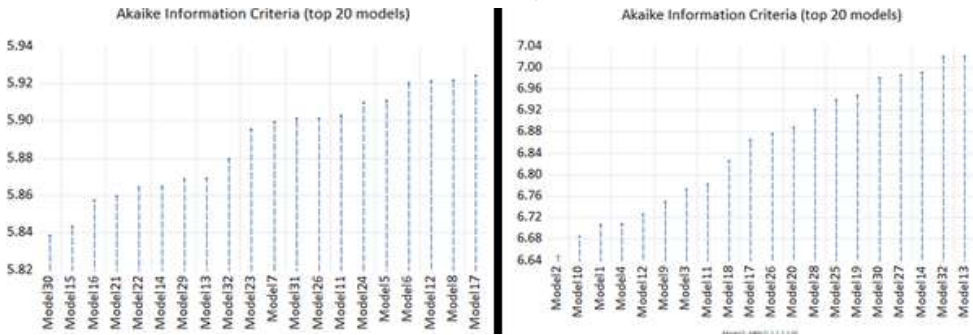 Akaike Information Criteria (top 20 models)
5.94
5.92
5.90
5.88
5.86
5.84
5.82
Model30
Model15
Model16
Model21
Model22
Model14
Model29
Model13
Model32
Model23
Model7
Model31
Model26
Model11
Model24
Model5
Model6
Model12
Model8
Model17
Akaike Information Criteria (top 20 models)
7.04
7.00
6.96
6.92
6.88
6.84
6.80
6.76
6.72
6.68
6.64
Model2
Model10
Model1
Model4
Model12
Model9
Model3
Model11
Model18
Model17
Model26
Model20
Model28
Model25
Model19
Model30
Model27
Model14
Model32
Model13